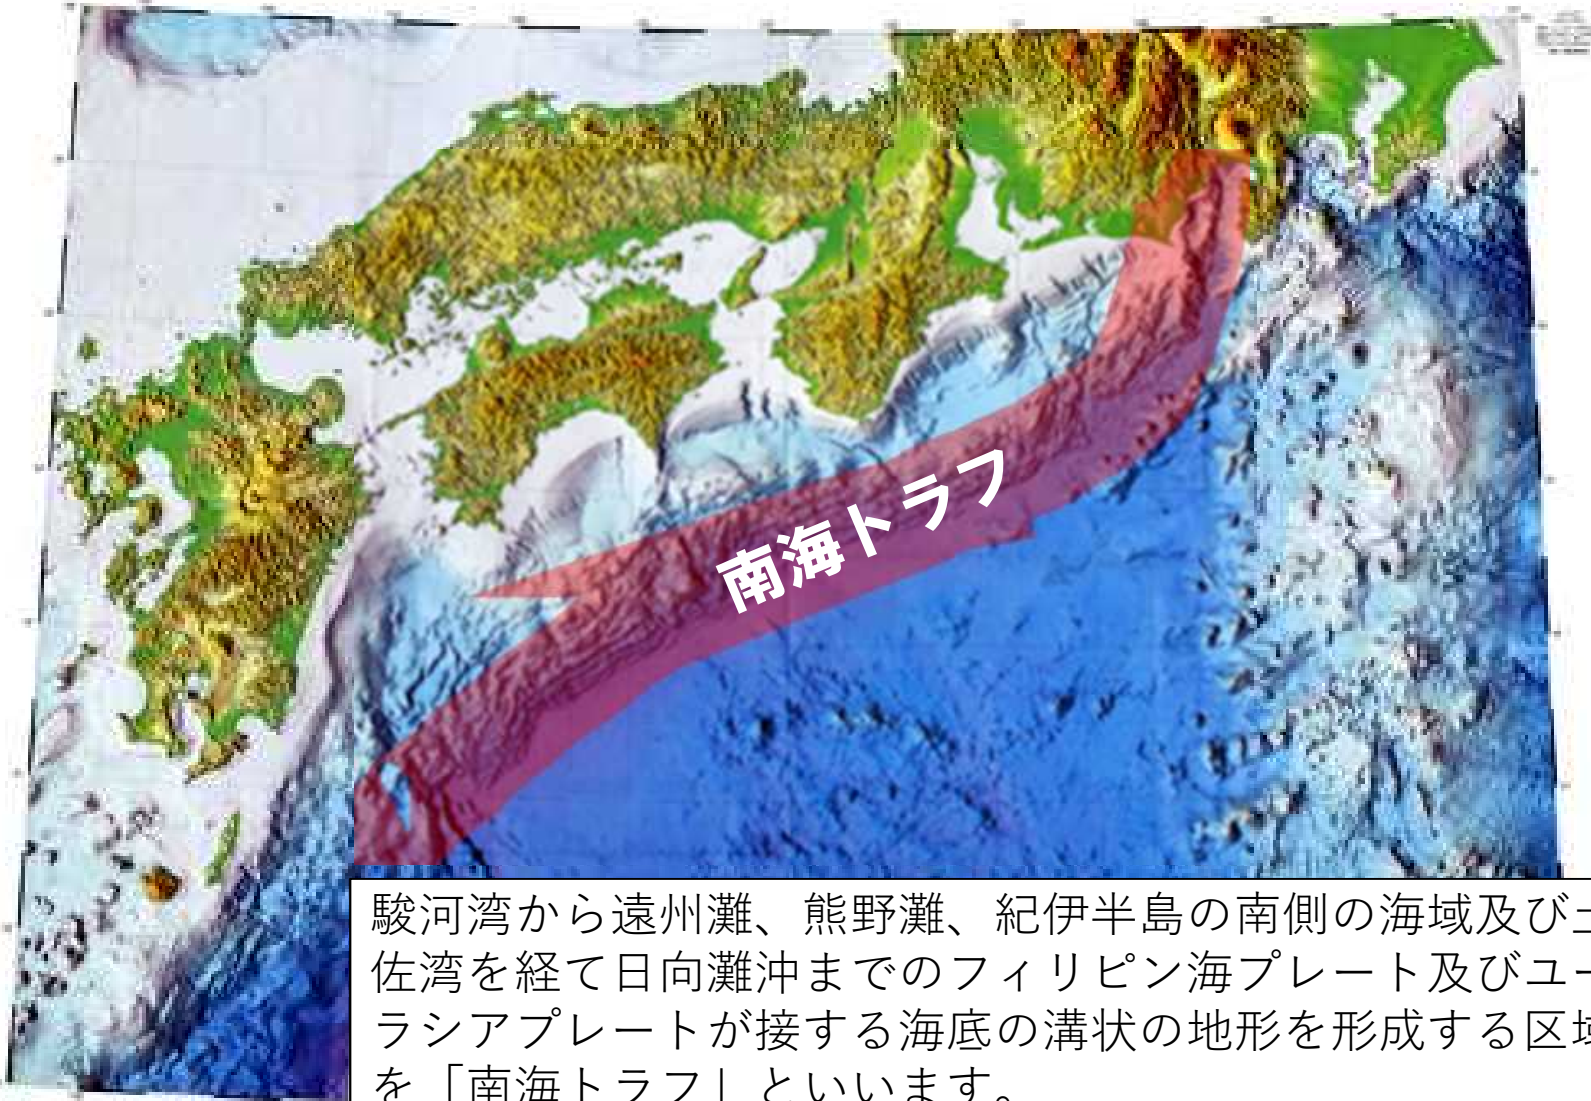 南海トラフ
駿河湾から遠州灘、熊野灘、紀伊半島の南側の海域及び土
佐湾を経て日向灘沖までのフィリピン海プレート及びユー
ラシアプレートが接する海底の溝状の地形を形成する区域
を「南海トラフ」といいます。